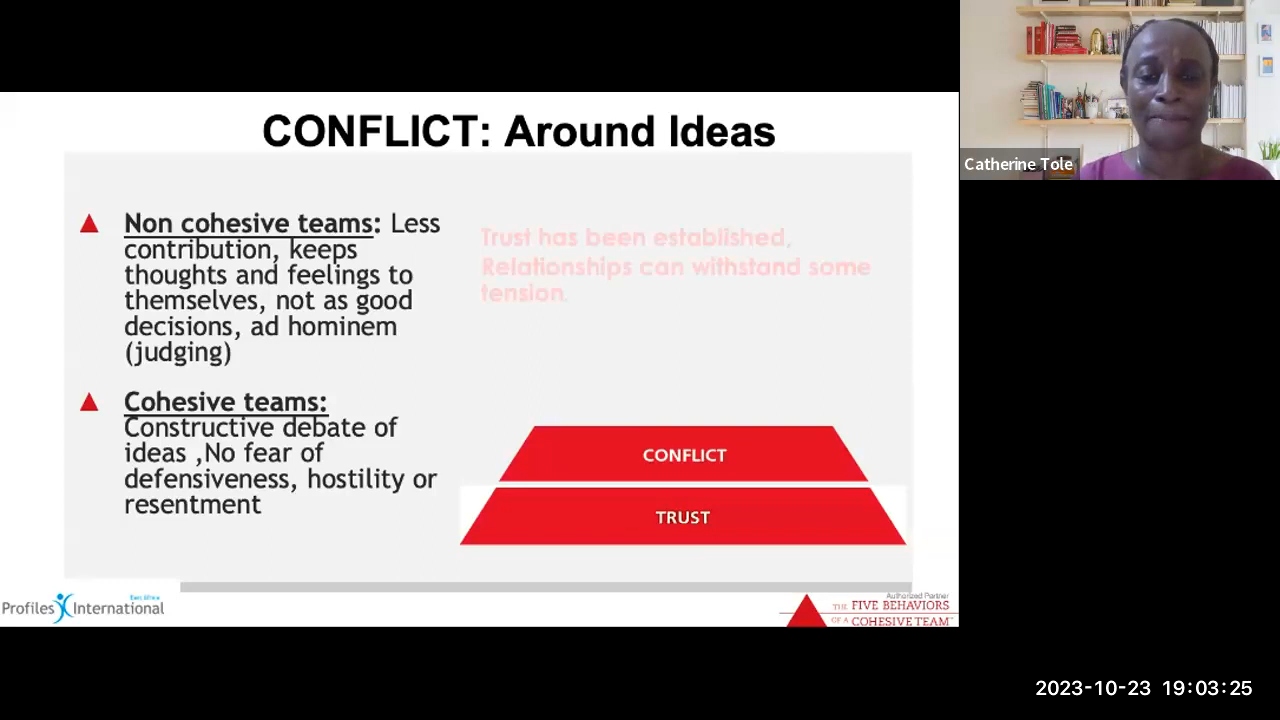 CONFLICT: Around Ideas
Non cohesive teams: Less
contribution, keeps
thoughts and feelings to
themselves, not as good
decisions, ad hominem
(judging)
Cohesive teams:
Constructive debate of
ideas ,No fear of
defensiveness, hostility or
resentment
Trust has been established,
Relationships can withstand some
tension.
CONFLICT
TRUST
East Africa
Profiles International
Authorized Partner
THE FIVE BEHAVIORS
OF A COHESIVE TEAM™
Catherine Tole
2023-10-23 19:03:25